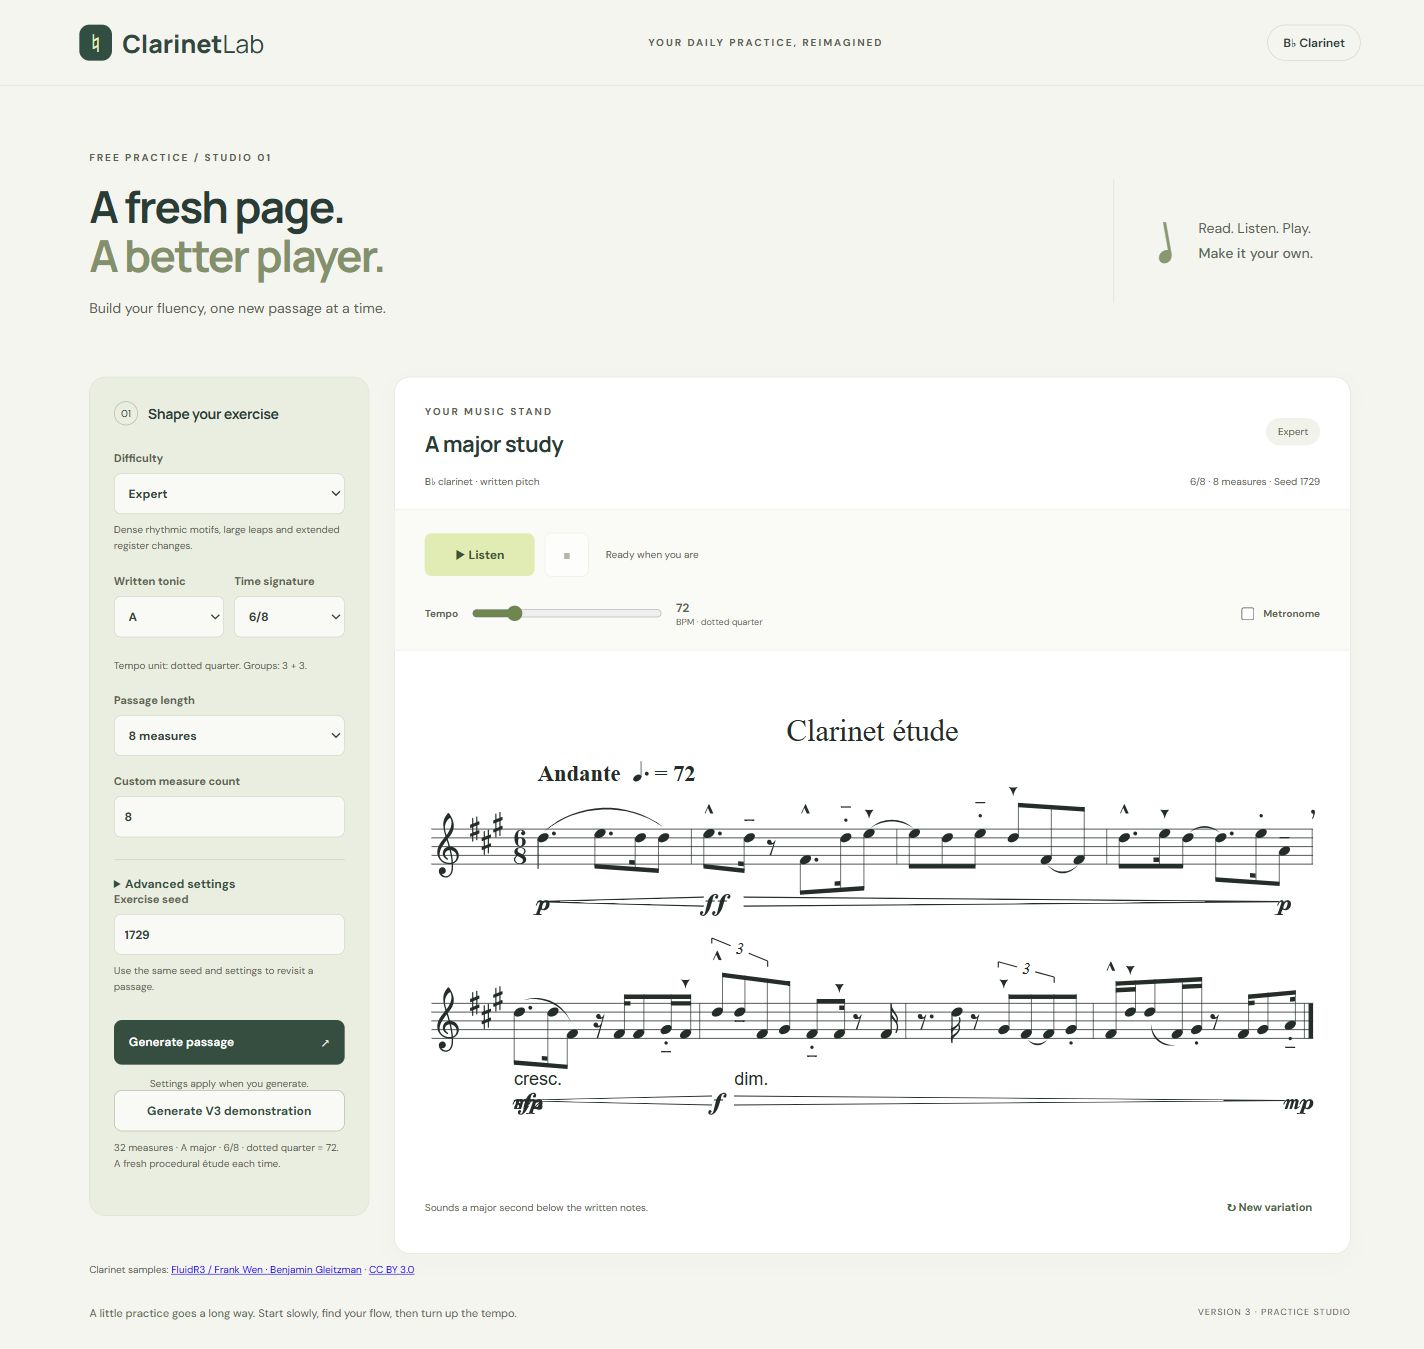 ClarinetLab
YOUR DAILY PRACTICE, REIMAGINED
B♭ Clarinet
FREE PRACTICE / STUDIO 01
A fresh page.
A better player.
Build your fluency, one new passage at a time.
Read. Listen. Play.
Make it your own.
01 Shape your exercise
Difficulty
Expert
Dense rhythmic motifs, large leaps and extended
register changes.
Written tonic Time signature
A 6/8
Tempo unit: dotted quarter. Groups: 3 + 3.
Passage length
8 measures
Custom measure count
8
▶ Advanced settings
Exercise seed
1729
Use the same seed and settings to revisit a
passage.
Generate passage ↗
Settings apply when you generate.
Generate V3 demonstration
32 measures · A major · 6/8 · dotted quarter = 72.
A fresh procedural étude each time.
YOUR MUSIC STAND
A major study
Expert
B♭ clarinet · written pitch
6/8 · 8 measures · Seed 1729
▶ Listen
Ready when you are
Tempo
72
BPM · dotted quarter
Metronome
Clarinet étude
Andante ♩. = 72
6
8
p ff p
3 3
cresc. dim.
f mp
Sounds a major second below the written notes.
↻ New variation
Clarinet samples: FluidR3 / Frank Wen · Benjamin Gleitzman · CC BY 3.0
A little practice goes a long way. Start slowly, find your flow, then turn up the tempo.
VERSION 3 · PRACTICE STUDIO